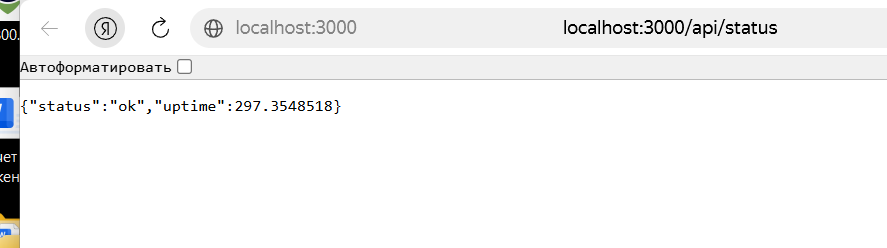 Я localhost:3000 localhost:3000/api/status
Автоформатировать
{"status":"ok","uptime":297.3548518}